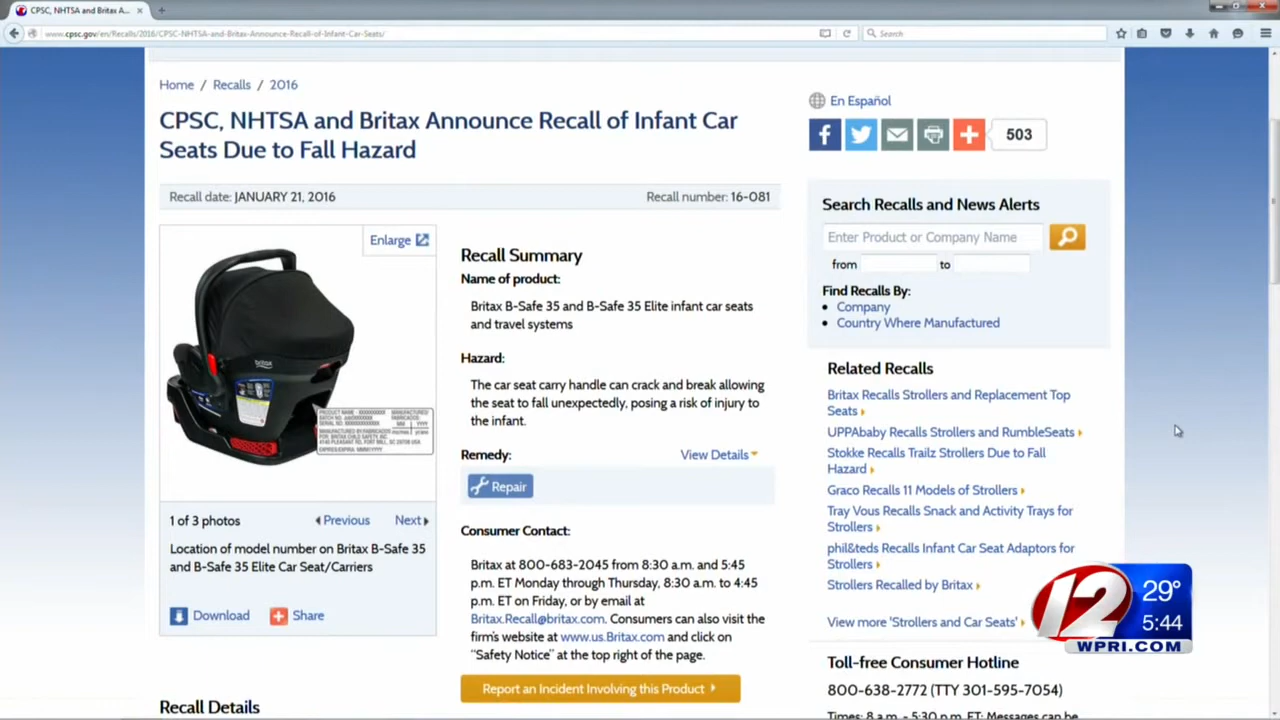 CPSC, NHTSA and Britax A...
www.cpsc.gov/en/Recalls/2016/CPSC-NHTSA-and-Britax-Announce-Recall-of-Infant-Car-Seats/
Search
Home / Recalls / 2016
CPSC, NHTSA and Britax Announce Recall of Infant Car
Seats Due to Fall Hazard
Recall date: JANUARY 21, 2016
Recall number: 16-081
Enlarge
britax
1 of 3 photos
Previous
Next
Location of model number on Britax B-Safe 35
and B-Safe 35 Elite Car Seat/Carriers
Download
Share
Recall Details
Recall Summary
Name of product:
Britax B-Safe 35 and B-Safe 35 Elite infant car seats
and travel systems
Hazard:
The car seat carry handle can crack and break allowing
the seat to fall unexpectedly, posing a risk of injury to
the infant.
Remedy:
View Details
Repair
Consumer Contact:
Britax at 800-683-2045 from 8:30 a.m. and 5:45
p.m. ET Monday through Thursday, 8:30 a.m. to 4:45
p.m. ET on Friday, or by email at
Britax.Recall@britax.com. Consumers can also visit the
firm's website at www.us.Britax.com and click on
"Safety Notice" at the top right of the page.
Report an Incident Involving this Product
En Español
503
Search Recalls and News Alerts
Enter Product or Company Name
from
to
Find Recalls By:
Company
Country Where Manufactured
Related Recalls
Britax Recalls Strollers and Replacement Top
Seats
UPPAbaby Recalls Strollers and RumbleSeats
Stokke Recalls Trailz Strollers Due to Fall
Hazard
Graco Recalls 11 Models of Strollers
Tray Vous Recalls Snack and Activity Trays for
Strollers
phil&teds Recalls Infant Car Seat Adaptors for
Strollers
Strollers Recalled by Britax
View more 'Strollers and Car Seats'
Toll-free Consumer Hotline
800-638-2772 (TTY 301-595-7054)
Times: 8 a.m. - 5:30 p.m. ET; Messages can be
12
29°
5:44
WPRI.COM